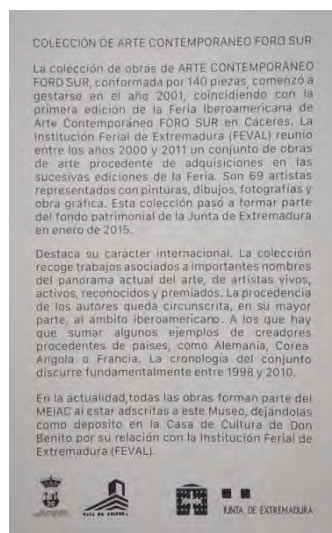 COLECCIÓN DE ARTE CONTEMPORANEO FORO SUR
La colección de obras de ARTE CONTEMPORÁNEO
FORO SUR, conformada por 140 piezas, comenzó a
gestarse en el año 2001, coincidiendo con la
primera edición de la Feria Iberoamericana de
Arte Contemporáneo FORO SUR en Cáceres. La
Institución Ferial de Extremadura (FEVAL) reunió
entre los años 2000 y 2011 un conjunto de obras
de arte procedente de adquisiciones en las
sucesivas ediciones de la Feria. Son 69 artistas
representados con pinturas, dibujos, fotografías y
obra gráfica. Esta colección pasó a formar parte
del fondo patrimonial de la Junta de Extremadura
en enero de 2015.
Destaca su carácter internacional. La colección
recoge trabajos asociados a importantes nombres
del panorama actual del arte, de artistas vivos,
activos, reconocidos y premiados. La procedencia
de los autores queda circunscrita, en su mayor
parte, al ámbito iberoamericano. A los que hay
que sumar algunos ejemplos de creadores
procedentes de países, como Alemania, Corea
Angola o Francia. La cronología del conjunto
discurre fundamentalmente entre 1998 y 2010.
En la actualidad,todas las obras forman parte del
MEIAC al estar adscritas a este Museo, dejándolas
como depósito en la Casa de Cultura de Don
Benito por su relación con la Institución Ferial de
Extremadura (FEVAL).
CASA DE CULTURA
JUNTA DE EXTREMADURA